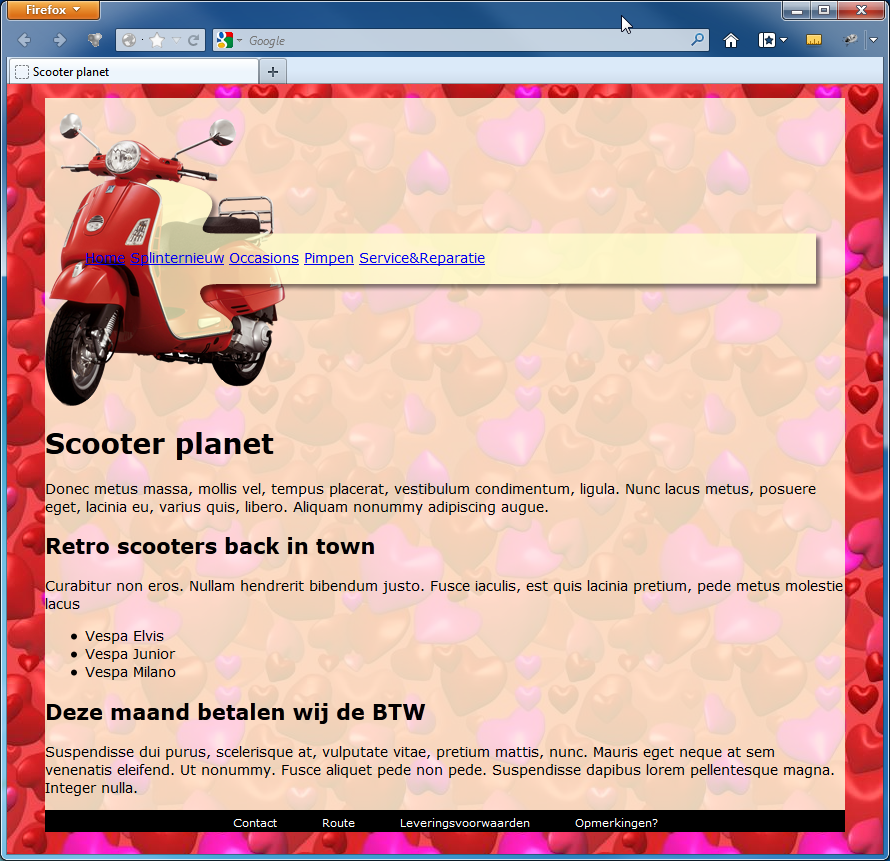 Firefox
Google
Scooter planet
Home Splinternieuw Occasions Pimpen Service&Reparatie
Scooter planet
Donec metus massa, mollis vel, tempus placerat, vestibulum condimentum, ligula. Nunc lacus metus, posuere
eget, lacinia eu, varius quis, libero. Aliquam nonummy adipiscing augue.
Retro scooters back in town
Curabitur non eros. Nullam hendrerit bibendum justo. Fusce iaculis, est quis lacinia pretium, pede metus molestie
lacus
Vespa Elvis
Vespa Junior
Vespa Milano
Deze maand betalen wij de BTW
Suspendisse dui purus, scelerisque at, vulputate vitae, pretium mattis, nunc. Mauris eget neque at sem
venenatis eleifend. Ut nonummy. Fusce aliquet pede non pede. Suspendisse dapibus lorem pellentesque magna.
Integer nulla.
Contact Route Leveringsvoorwaarden Opmerkingen?